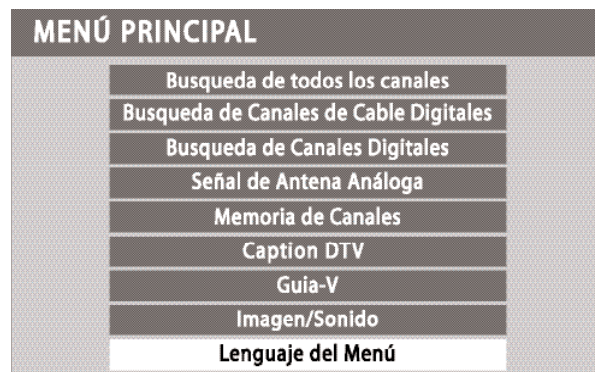 MENÚ PRINCIPAL
Busqueda de todos los canales
Busqueda de Canales de Cable Digitales
Busqueda de Canales Digitales
Señal de Antena Análoga
Memoria de Canales
Caption DTV
Guia-V
Imagen/Sonido
Lenguaje del Menú